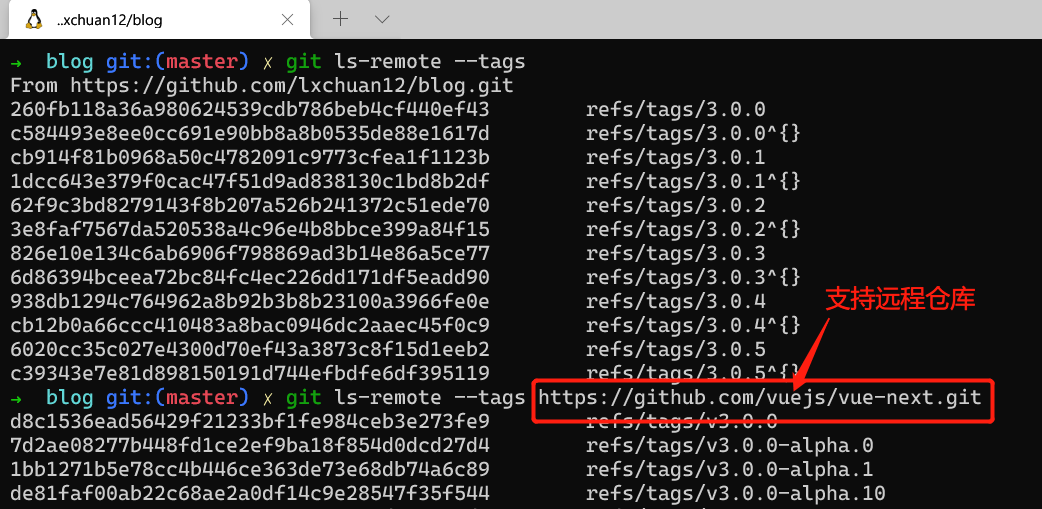 ..xchuan12/blog
→ blog git:(master) ✗ git ls-remote --tags
From https://github.com/lxchuan12/blog.git
260fb118a36a980624539cdb786beb4cf440ef43 refs/tags/3.0.0
c584493e8ee0cc691e90bb8a8b0535de88e1617d refs/tags/3.0.0^{}
cb914f81b0968a50c4782091c9773cfea1f1123b refs/tags/3.0.1
1dcc643e379f0cac47f51d9ad838130c1bd8b2df refs/tags/3.0.1^{}
62f9c3bd8279143f8b207a526b241372c51ede70 refs/tags/3.0.2
3e8faf7567da520538a4c96e4b8bbce399a84f15 refs/tags/3.0.2^{}
826e10e134c6ab6906f798869ad3b14e86a5ce77 refs/tags/3.0.3
6d86394bceea72bc84fc4ec226dd171df5eadd90 refs/tags/3.0.3^{}
938db1294c764962a8b92b3b8b23100a3966fe0e refs/tags/3.0.4
支持远程仓库
cb12b0a66ccc410483a8bac0946dc2aaec45f0c9 refs/tags/3.0.4^{}
6020cc35c027e4300d70ef43a3873c8f15d1eeb2 refs/tags/3.0.5
c39343e7e81d898150191d744efbdfe6df395119 refs/tags/3.0.5^{}
→ blog git:(master) ✗ git ls-remote --tags https://github.com/vuejs/vue-next.git
d8c1536ead56429f21233bf1fe984ceb3e273fe9 refs/tags/v3.0.0
7d2ae08277b448fd1ce2ef9ba18f854d0dcd27d4 refs/tags/v3.0.0-alpha.0
1bb1271b5e78cc4b446ce363de73e68db74a6c89 refs/tags/v3.0.0-alpha.1
de81faf00ab22c68ae2a0df14c9e28547f35f544 refs/tags/v3.0.0-alpha.10